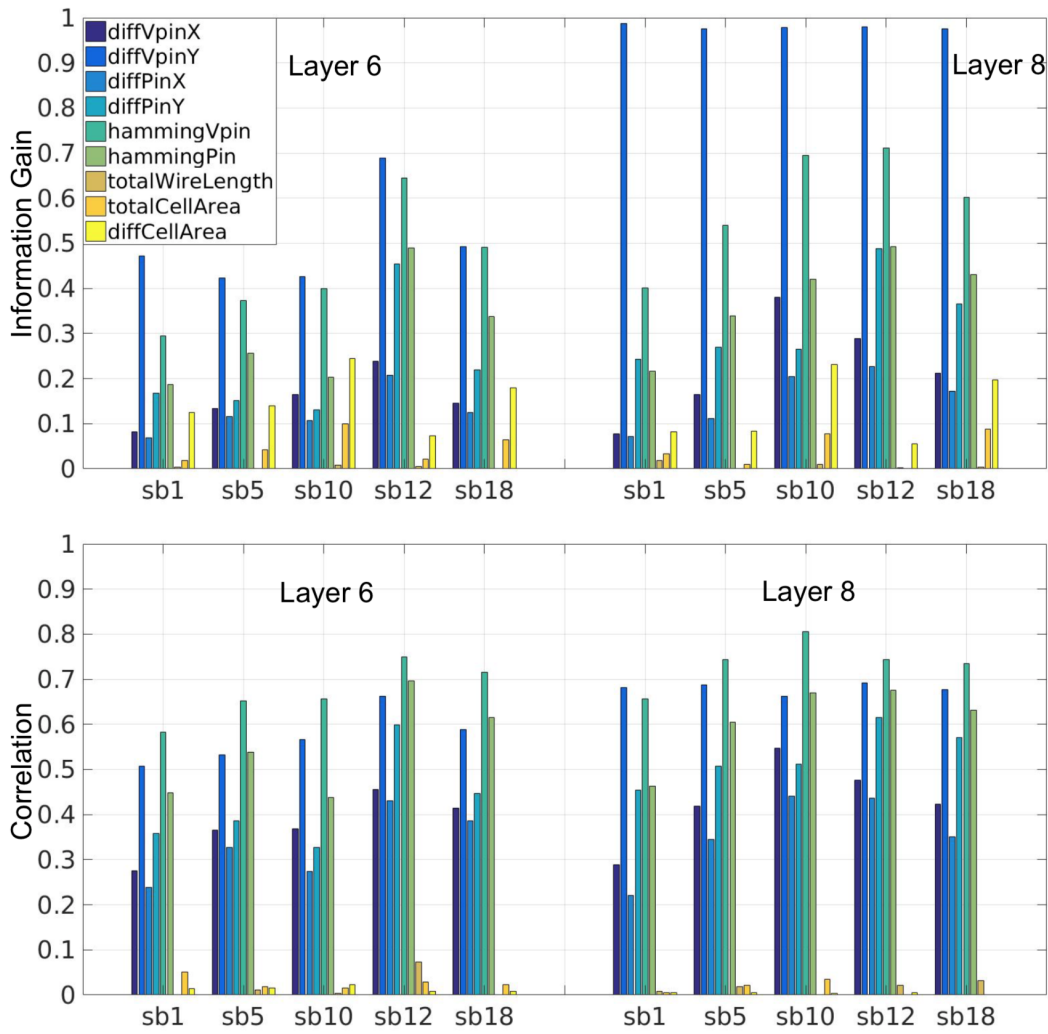 Information Gain
1
0.9
0.8
0.7
0.6
0.5
0.4
0.3
0.2
0.1
0
diffVpinX
diffVpinY
diffPinX
diffPinY
hammingVpin
hammingPin
totalWireLength
totalCellArea
diffCellArea
Layer 6
Layer 8
sb1 sb5 sb10 sb12 sb18 sb1 sb5 sb10 sb12 sb18
Correlation
1
0.9
0.8
0.7
0.6
0.5
0.4
0.3
0.2
0.1
0
Layer 6
Layer 8
sb1 sb5 sb10 sb12 sb18 sb1 sb5 sb10 sb12 sb18